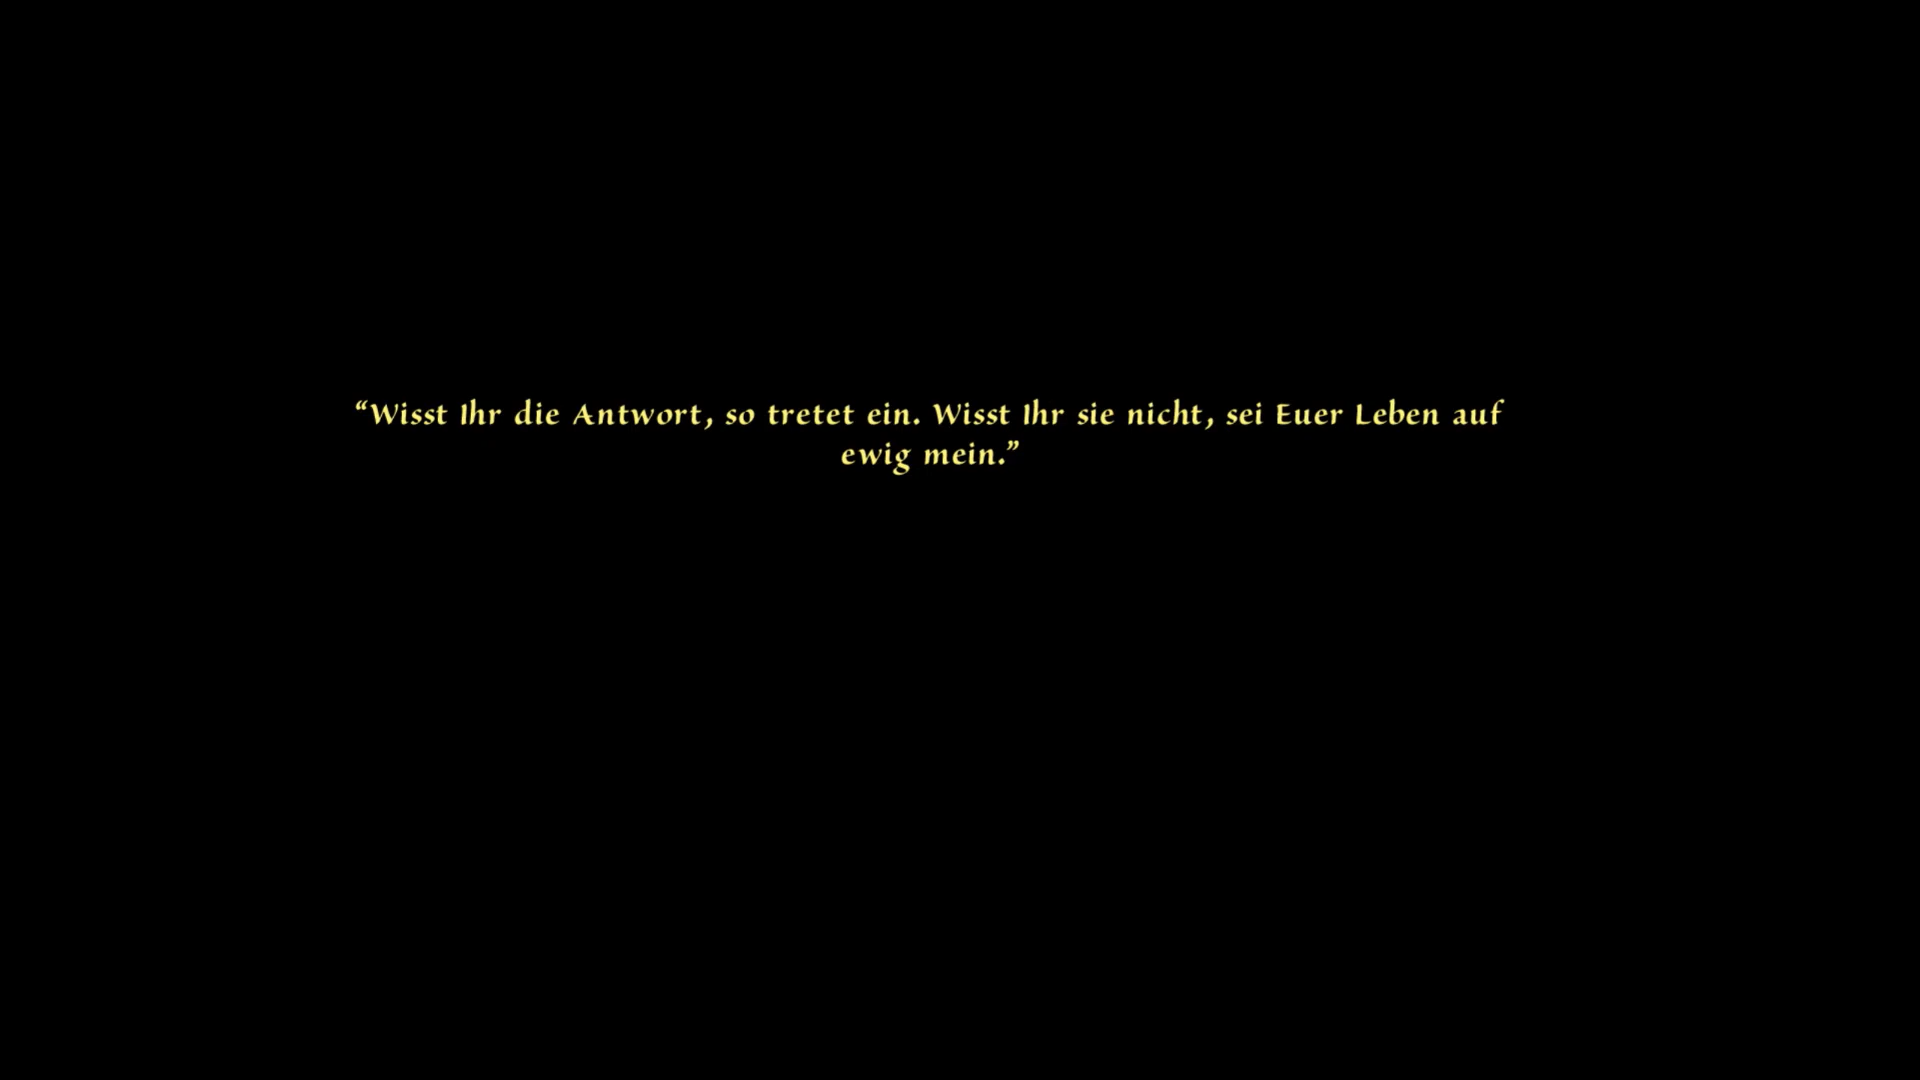 “Wisst Ihr die Antwort, so tretet ein. Wisst Ihr sie nicht, sei Euer Leben auf
ewig mein.”